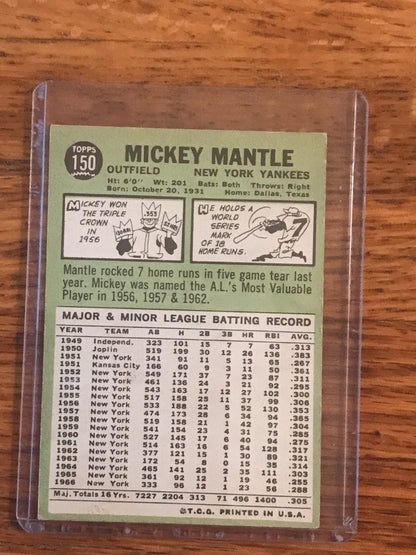 TOPPS
150
MICKEY MANTLE
OUTFIELD NEW YORK YANKEES
Ht: 6'0" Wt: 201 Bats: Both Throws: Right
Born: October 20, 1931 Home: Dallas, Texas
MICKEY WON
THE TRIPLE
CROWN IN
1956
.353
HE HOLDS A
WORLD
SERIES
MARK
OF 18
HOME RUNS.
7
Mantle rocked 7 home runs in five game tear last
year. Mickey was named the A.L.'s Most Valuable
Player in 1956, 1957 & 1962.
MAJOR & MINOR LEAGUE BATTING RECORD
YEAR TEAM AB H 2B 3B HR RBI AVG.
1949 Independ. 323 101 15 7 7 63 .313
1950 Joplin 519 199 30 12 26 136 .383
1951 New York 341 91 11 5 13 65 .267
1951 Kansas City 166 60 9 3 11 50 .361
1952 New York 549 171 37 7 23 87 .311
1953 New York 461 136 24 3 21 92 .295
1954 New York 543 163 17 12 27 102 .300
1955 New York 517 158 25 11 37 99 .306
1956 New York 533 188 22 5 52 130 .353
1957 New York 474 173 28 6 34 94 .365
1958 New York 519 158 21 1 42 97 .304
1959 New York 541 154 23 4 31 75 .285
1960 New York 527 145 17 6 40 94 .275
1961 New York 514 163 16 6 54 128 .317
1962 New York 377 121 15 1 30 89 .321
1963 New York 172 54 8 0 15 35 .314
1964 New York 465 141 25 2 35 111 .303
1965 New York 361 92 12 1 19 46 .255
1966 New York 333 96 12 1 23 56 .288
Maj. Totals 16 Yrs. 7227 2204 313 71 496 1400 .305
©T.C.G. PRINTED IN U.S.A.